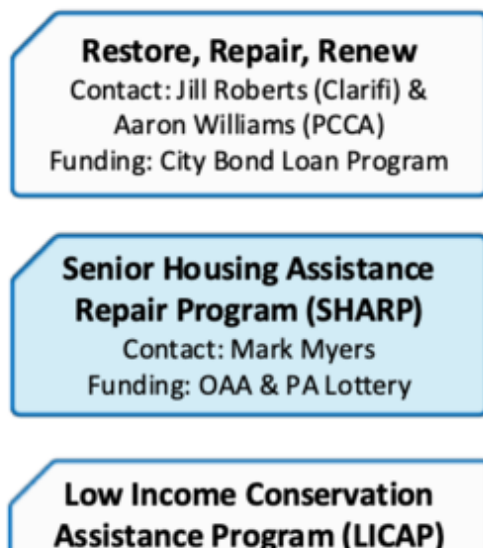 Restore, Repair, Renew
Contact: Jill Roberts (Clarifi) &
Aaron Williams (PCCA)
Funding: City Bond Loan Program
Senior Housing Assistance
Repair Program (SHARP)
Contact: Mark Myers
Funding: OAA & PA Lottery
Low Income Conservation
Assistance Program (LICAP)